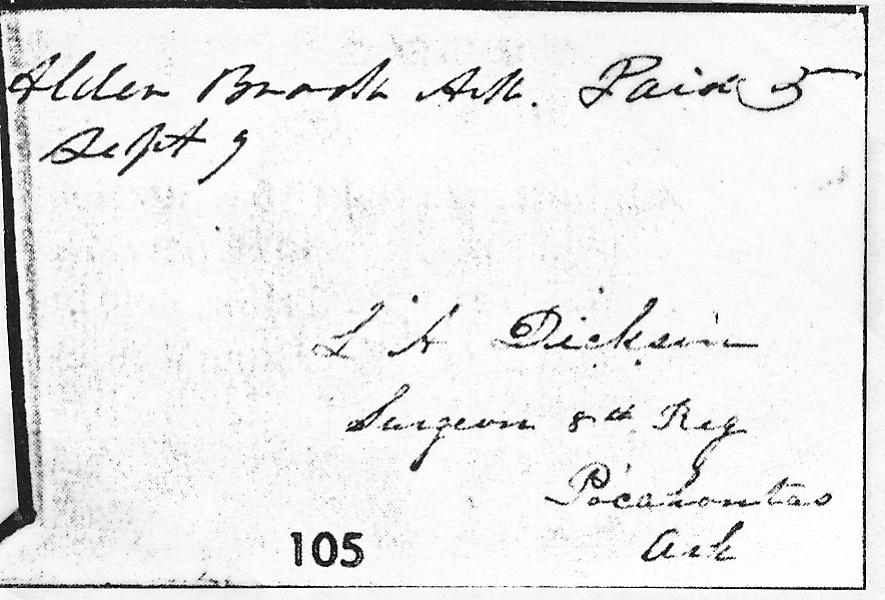 Alder Brook Ark. Paid 5
Sept 9
L A Dickson
Surgeon 8th Reg
Pocahontas
Ark
105